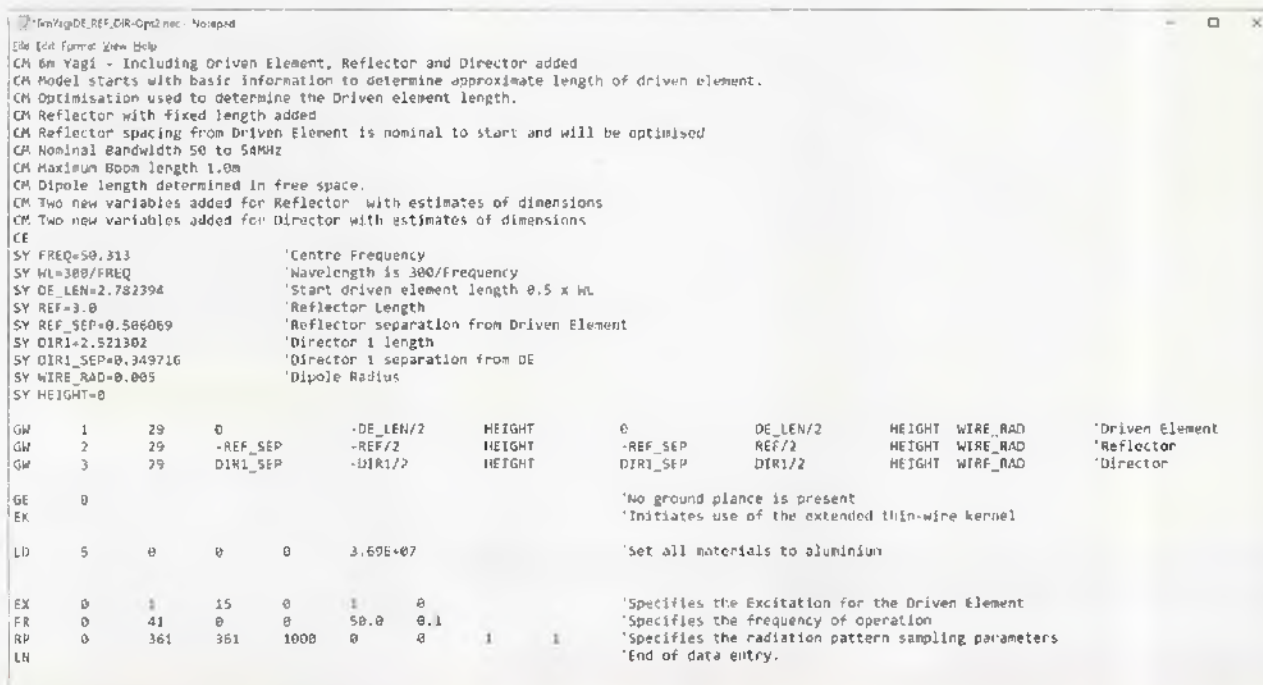 *6mYagiDE_REF_DIR-Opt2.nec - Notepad
File Edit Format View Help
CM 6m Yagi - Including Driven Element, Reflector and Director added
CM Model starts with basic information to determine approximate length of driven element.
CM Optimisation used to determine the Driven element length.
CM Reflector with fixed length added
CM Reflector spacing from Driven Element is nominal to start and will be optimised
CM Nominal Bandwidth 50 to 54MHz
CM Maximum Boom length 1.0m
CM Dipole length determined in free space.
CM Two new variables added for Reflector with estimates of dimensions
CM Two new variables added for Director with estimates of dimensions
CE
SY FREQ=50.313 'Centre Frequency
SY WL=300/FREQ 'Wavelength is 300/Frequency
SY DE_LEN=2.782394 'Start driven element length 0.5 x WL
SY REF=3.0 'Reflector Length
SY REF_SEP=0.506069 'Reflector separation from Driven Element
SY DIR1=2.521302 'Director 1 length
SY DIR1_SEP=0.349716 'Director 1 separation from DE
SY WIRE_RAD=0.005 'Dipole Radius
SY HEIGHT=0
GW 1 29 0 -DE_LEN/2 HEIGHT 0 DE_LEN/2 HEIGHT WIRE_RAD 'Driven Element
GW 2 29 -REF_SEP -REF/2 HEIGHT -REF_SEP REF/2 HEIGHT WIRE_RAD 'Reflector
GW 3 29 DIR1_SEP -DIR1/2 HEIGHT DIR1_SEP DIR1/2 HEIGHT WIRE_RAD 'Director
GE 0 'No ground plance is present
EK 'Initiates use of the extended thin-wire kernel
LD 5 0 0 0 3.69E+07 'Set all materials to aluminium
EX 0 1 15 0 1 0 'Specifies the Excitation for the Driven Element
FR 0 41 0 0 50.0 0.1 'Specifies the frequency of operation
RP 0 361 361 1000 0 0 1 1 'Specifies the radiation pattern sampling parameters
EN 'End of data entry.